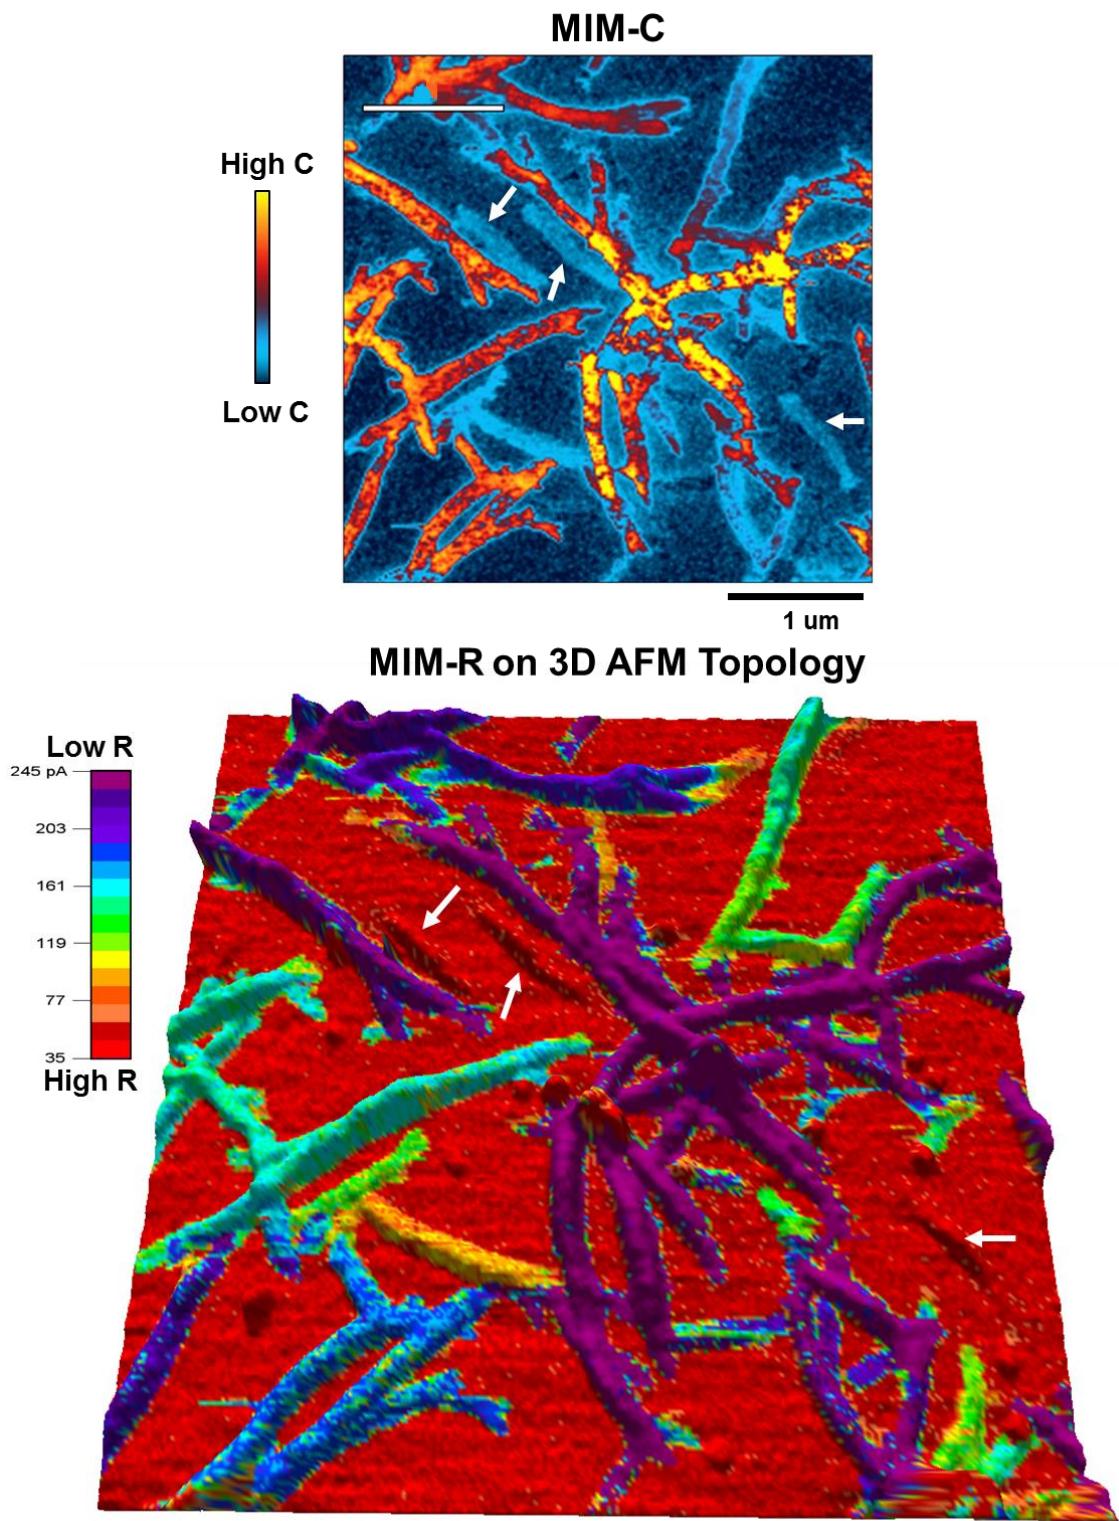 MIM-C
High C
Low C
1 um
MIM-R on 3D AFM Topology
Low R
245 pA
203
161
119
77
35
High R